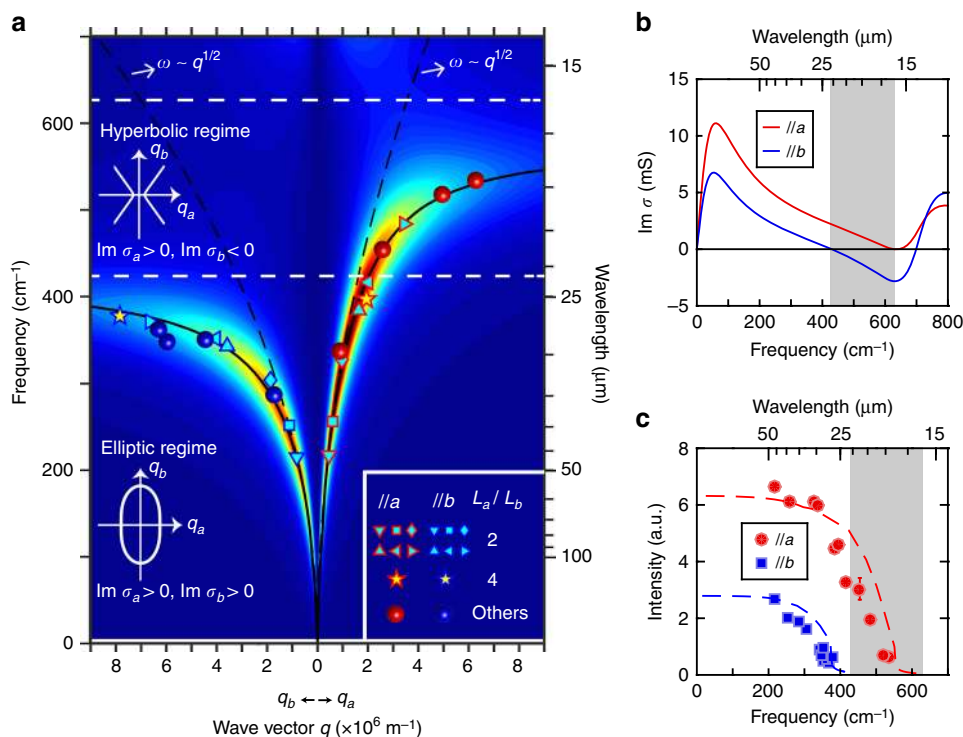 a
ω ~ q^1/2
ω ~ q^1/2
Hyperbolic regime
q_b
q_a
Im σ_a > 0, Im σ_b < 0
Elliptic regime
q_b
q_a
Im σ_a > 0, Im σ_b > 0
//a //b L_a / L_b
2
4
Others
Frequency (cm⁻¹)
600
400
200
0
Wavelength (μm)
15
25
50
100
8 6 4 2 0 2 4 6 8
q_b ←--→ q_a
Wave vector q (×10⁶ m⁻¹)
b
Wavelength (μm)
50 25 15
Im σ (mS)
15
10
5
0
−5
//a
//b
0 200 400 600 800
Frequency (cm⁻¹)
c
Wavelength (μm)
50 25 15
Intensity (a.u.)
8
6
4
2
0
//a
//b
0 200 400 600
Frequency (cm⁻¹)